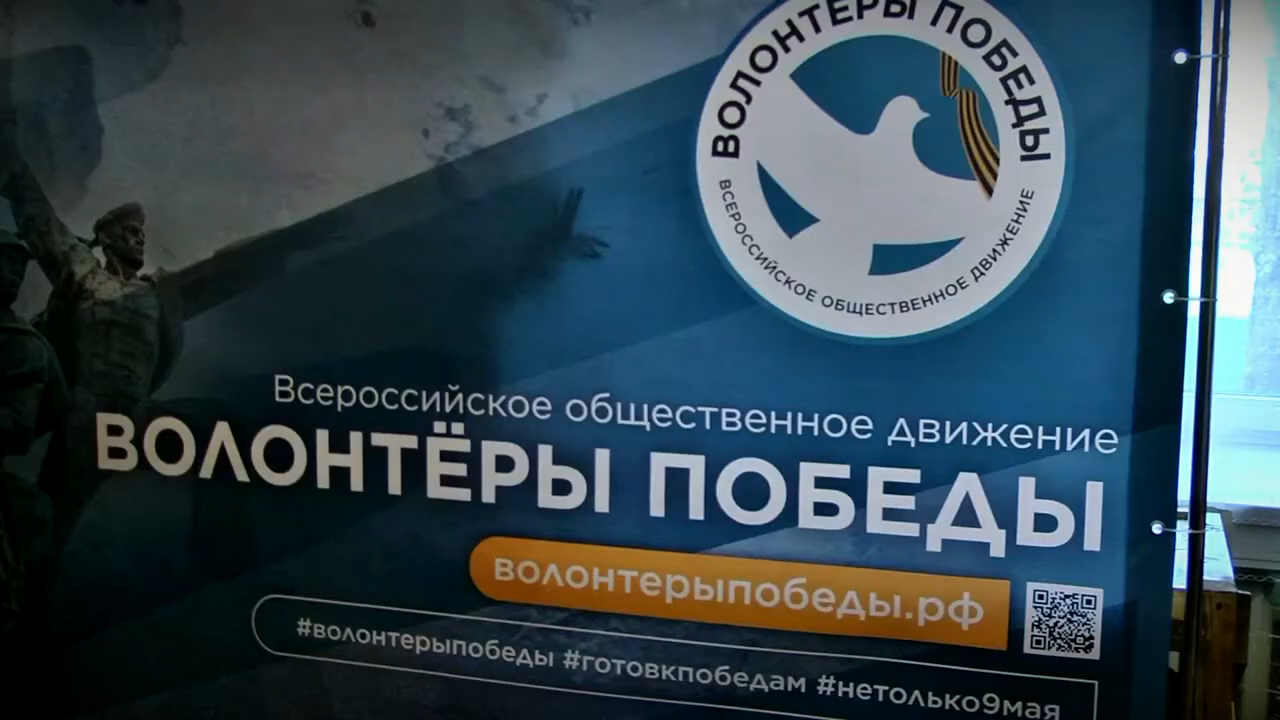 ВОЛОНТЕРЫ ПОБЕДЫ
ВСЕРОССИЙСКОЕ ОБЩЕСТВЕННОЕ ДВИЖЕНИЕ
Всероссийское общественное движение
ВОЛОНТЁРЫ ПОБЕДЫ
волонтерыпобеды.рф
#волонтерыпобеды #готовкпобедам #нетолько9мая